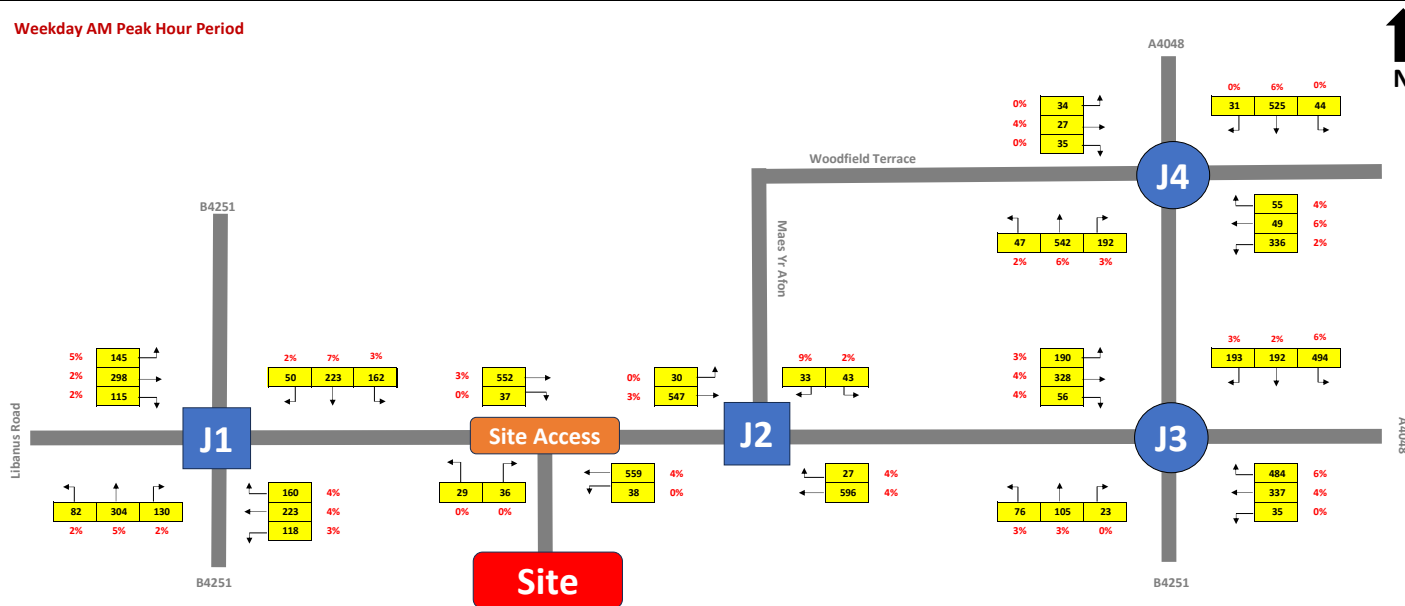 Weekday AM Peak Hour Period
N
A4048
0% 6% 0%
31 525 44
0% 34
4% 27
0% 35
Woodfield Terrace
J4
B4251
Maes Yr Afon
55 4%
49 6%
336 2%
47 542 192
2% 6% 3%
5% 145
2% 298
2% 115
2% 7% 3%
50 223 162
3% 552
0% 37
0% 30
3% 547
9% 2%
33 43
3% 190
4% 328
4% 56
3% 2% 6%
193 192 494
Libanus Road
J1
Site Access
J2
J3
A4048
82 304 130
2% 5% 2%
160 4%
223 4%
118 3%
29 36
0% 0%
559 4%
38 0%
27 4%
596 4%
76 105 23
3% 3% 0%
484 6%
337 4%
35 0%
B4251
Site
B4251